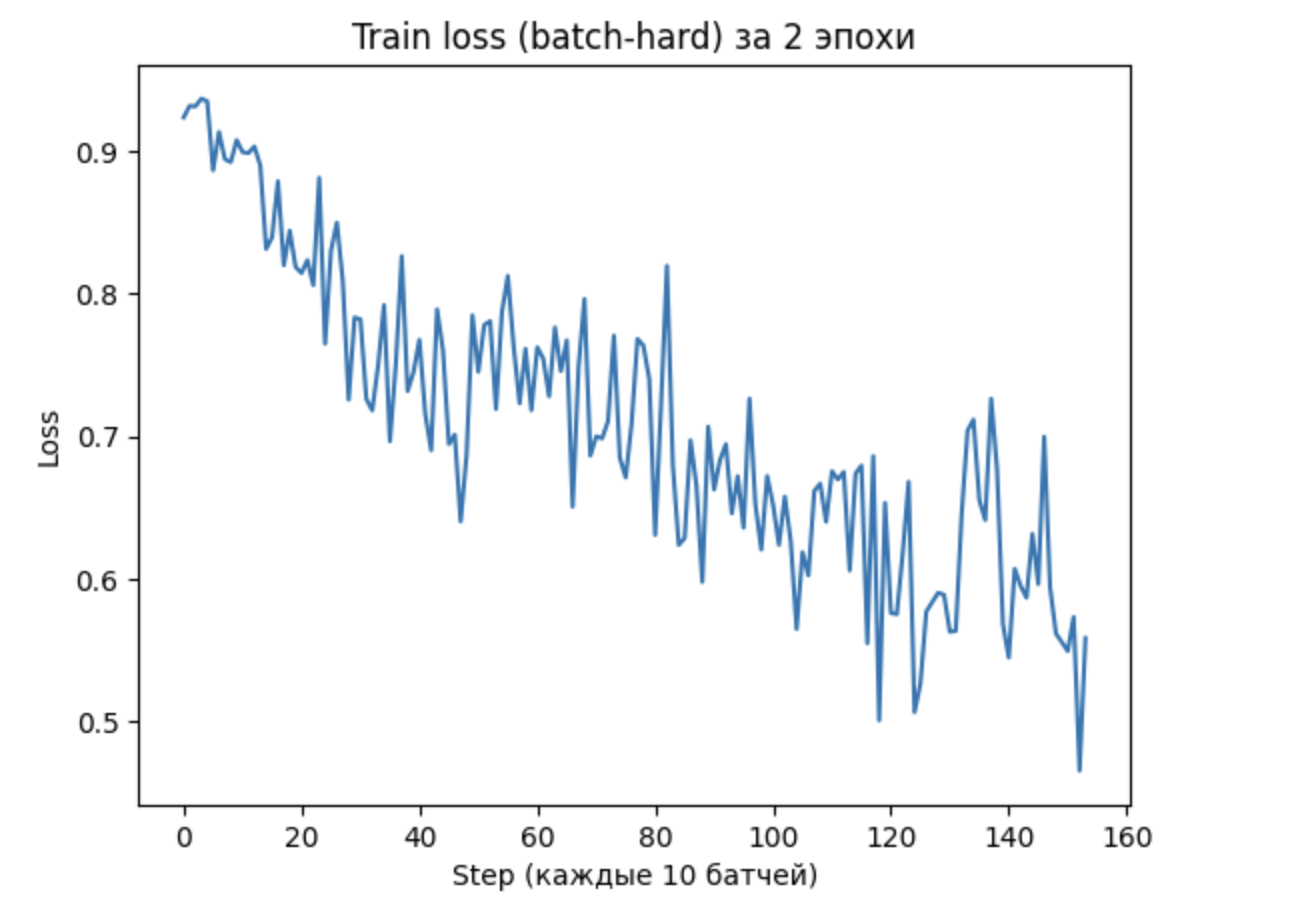 Train loss (batch-hard) за 2 эпохи
0.9
0.8
0.7
0.6
0.5
Loss
0 20 40 60 80 100 120 140 160
Step (каждые 10 батчей)